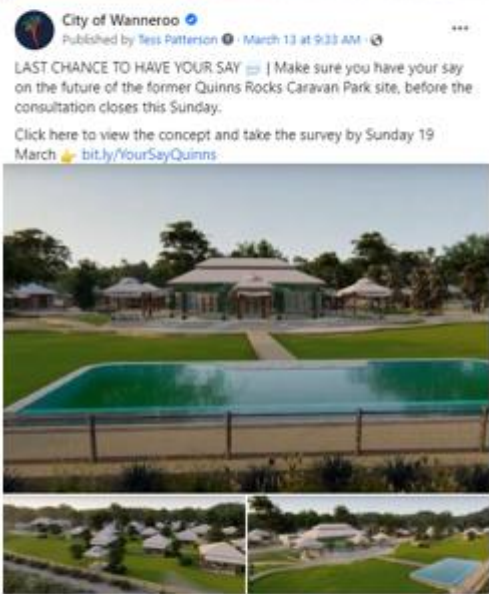 City of Wanneroo
Published by Tess Patterson · March 13 at 9:33 AM ·
LAST CHANCE TO HAVE YOUR SAY | Make sure you have your say
on the future of the former Quinns Rocks Caravan Park site, before the
consultation closes this Sunday.
Click here to view the concept and take the survey by Sunday 19
March 👉 bit.ly/YourSayQuinns